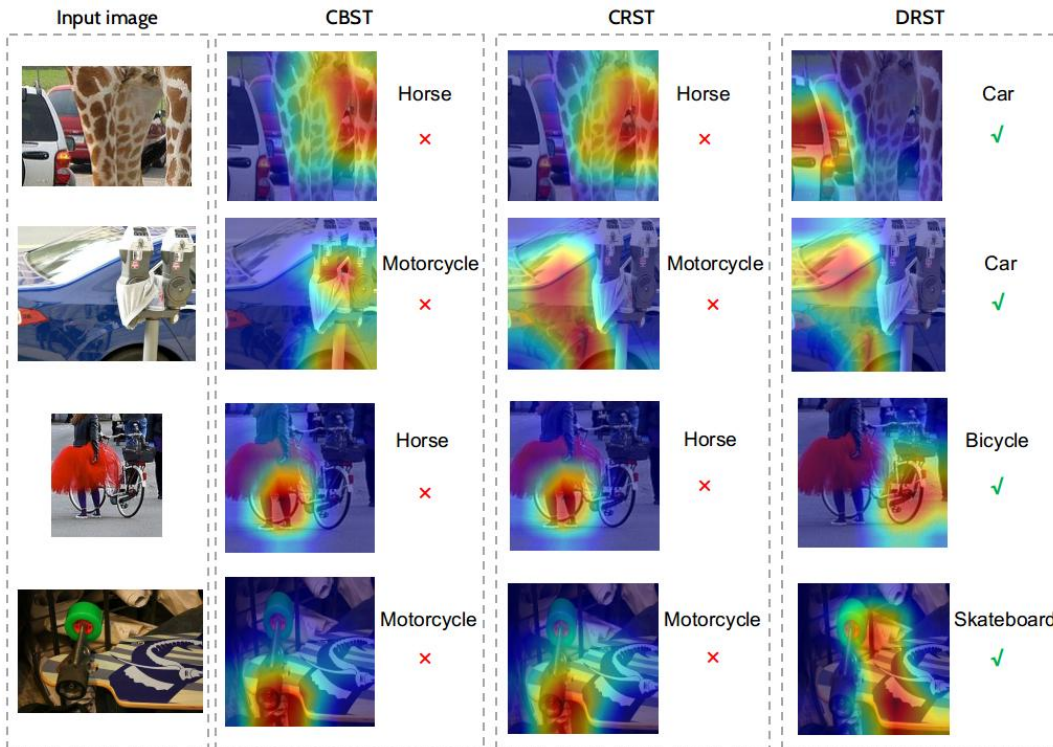 Input image CBST CRST DRST
Horse Horse Car
× × √
Motorcycle Motorcycle Car
× × √
Horse Horse Bicycle
× × √
Motorcycle Motorcycle Skateboard
× × √